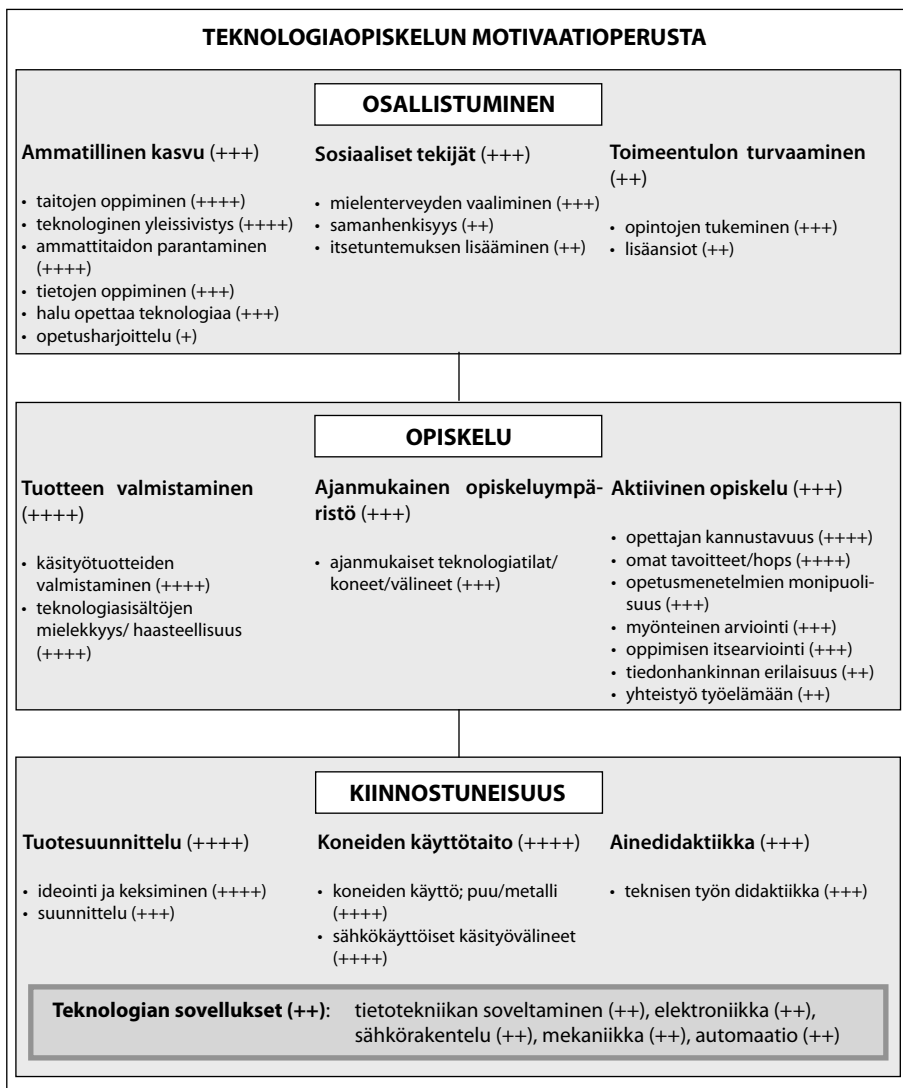 TEKNOLOGIAOPISKELUN MOTIVAATIOPERUSTA
OSALLISTUMINEN
Ammatillinen kasvu (+++)
• taitojen oppiminen (++++)
• teknologinen yleissivistys (++++)
• ammattitaidon parantaminen
(++++)
• tietojen oppiminen (+++)
• halu opettaa teknologiaa (+++)
• opetusharjoittelu (+)
Sosiaaliset tekijät (+++)
• mielenterveyden vaaliminen (+++)
• samanhenkisyys (++)
• itsetuntemuksen lisääminen (++)
Toimeentulon turvaaminen
(++)
• opintojen tukeminen (+++)
• lisäansiot (++)
OPISKELU
Tuotteen valmistaminen
(++++)
• käsityötuotteiden
valmistaminen (++++)
• teknologiasisältöjen
mielekkyys/ haasteellisuus
(++++)
Ajanmukainen opiskeluympä-
ristö (+++)
• ajanmukaiset teknologiatilat/
koneet/välineet (+++)
Aktiivinen opiskelu (+++)
• opettajan kannustavuus (++++)
• omat tavoitteet/hops (++++)
• opetusmenetelmien monipuoli-
suus (+++)
• myönteinen arviointi (+++)
• oppimisen itsearviointi (+++)
• tiedonhankinnan erilaisuus (++)
• yhteistyö työelämään (++)
KIINNOSTUNEISUUS
Tuotesuunnittelu (++++)
• ideointi ja keksiminen (++++)
• suunnittelu (+++)
Koneiden käyttötaito (++++)
• koneiden käyttö; puu/metalli
(++++)
• sähkökäyttöiset käsityövälineet
(++++)
Ainedidaktiikka (+++)
• teknisen työn didaktiikka (+++)
Teknologian sovellukset (++): tietotekniikan soveltaminen (++), elektroniikka (++),
sähkörakentelu (++), mekaniikka (++), automaatio (++)